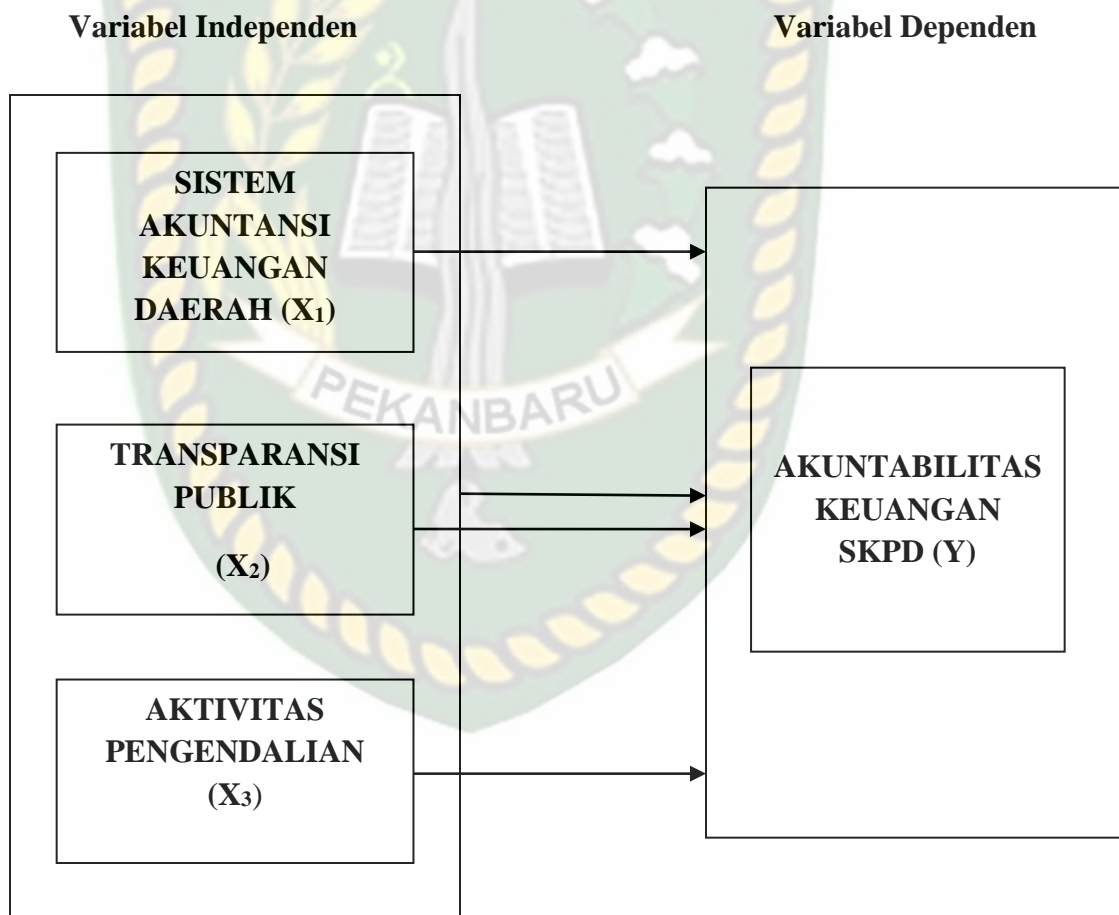 Variabel Independen
Variabel Dependen
SISTEM
AKUNTANSI
KEUANGAN
DAERAH (X₁)
TRANSPARANSI
PUBLIK
(X₂)
AKTIVITAS
PENGENDALIAN
(X₃)
AKUNTABILITAS
KEUANGAN
SKPD (Y)
PEKANBARU